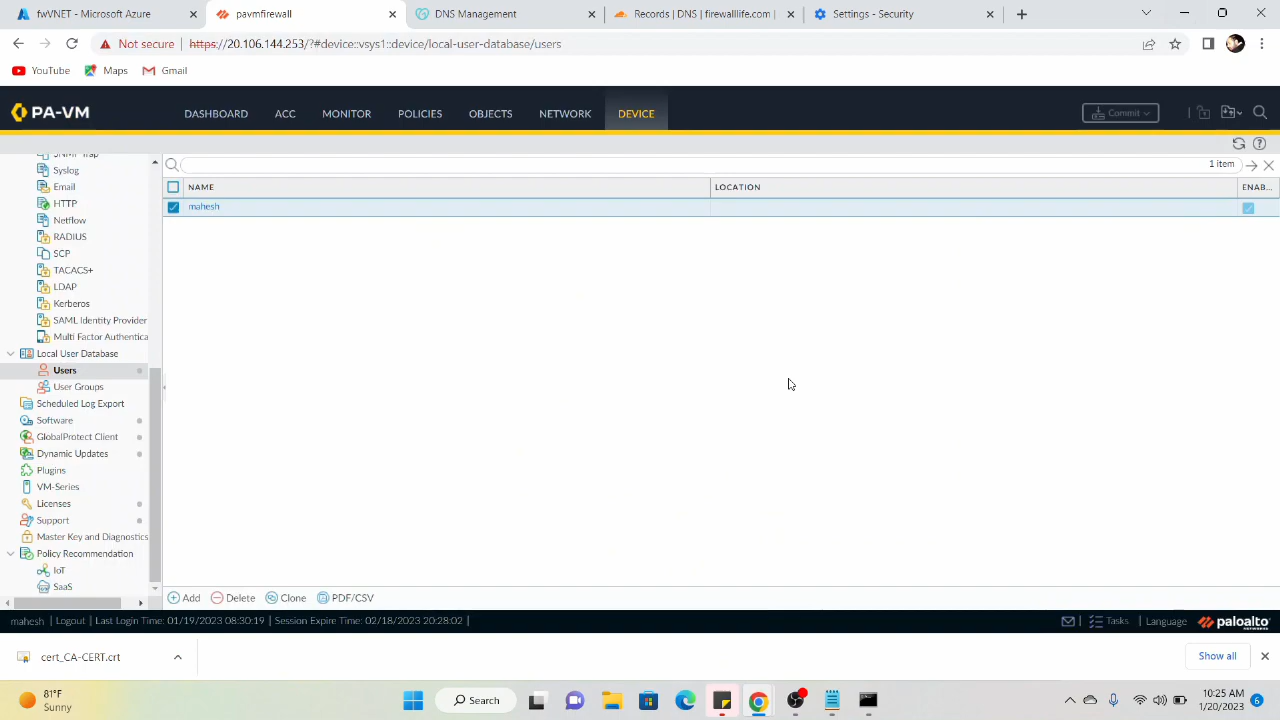 fwVNET - Microsoft Azure
pavmfirewall
DNS Management
Records | DNS | firewalllife.com |
Settings - Security
Not secure | https://20.106.144.253/?#device::vsys1::device/local-user-database/users
YouTube Maps Gmail
PA-VM
DASHBOARD ACC MONITOR POLICIES OBJECTS NETWORK DEVICE
Commit
1 item
NAME LOCATION ENAB...
mahesh
SNMP Trap
Syslog
Email
HTTP
Netflow
RADIUS
SCP
TACACS+
LDAP
Kerberos
SAML Identity Provider
Multi Factor Authentica
Local User Database
Users
User Groups
Scheduled Log Export
Software
GlobalProtect Client
Dynamic Updates
Plugins
VM-Series
Licenses
Support
Master Key and Diagnostics
Policy Recommendation
IoT
SaaS
Add Delete Clone PDF/CSV
mahesh | Logout | Last Login Time: 01/19/2023 08:30:19 | Session Expire Time: 02/18/2023 20:28:02 |
| Tasks | Language
paloalto
NETWORKS
cert_CA-CERT.crt
Show all
81°F
Sunny
Search
10:25 AM
1/20/2023
6